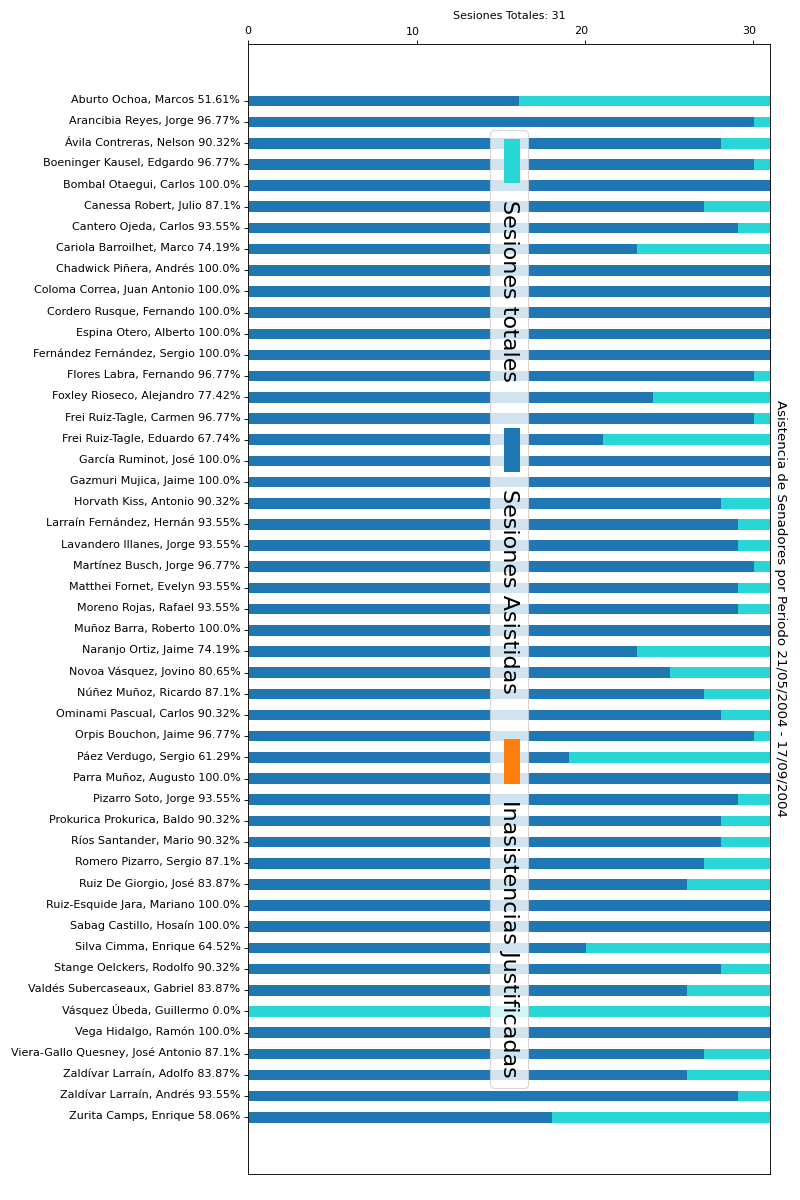 Sesiones Totales: 31
0 10 20 30
Aburto Ochoa, Marcos 51.61%
Arancibia Reyes, Jorge 96.77%
Ávila Contreras, Nelson 90.32%
Boeninger Kausel, Edgardo 96.77%
Bombal Otaegui, Carlos 100.0%
Canessa Robert, Julio 87.1%
Cantero Ojeda, Carlos 93.55%
Cariola Barroilhet, Marco 74.19%
Chadwick Piñera, Andrés 100.0%
Coloma Correa, Juan Antonio 100.0%
Cordero Rusque, Fernando 100.0%
Espina Otero, Alberto 100.0%
Fernández Fernández, Sergio 100.0%
Flores Labra, Fernando 96.77%
Foxley Rioseco, Alejandro 77.42%
Frei Ruiz-Tagle, Carmen 96.77%
Frei Ruiz-Tagle, Eduardo 67.74%
García Ruminot, José 100.0%
Gazmuri Mujica, Jaime 100.0%
Horvath Kiss, Antonio 90.32%
Larraín Fernández, Hernán 93.55%
Lavandero Illanes, Jorge 93.55%
Martínez Busch, Jorge 96.77%
Matthei Fornet, Evelyn 93.55%
Moreno Rojas, Rafael 93.55%
Muñoz Barra, Roberto 100.0%
Naranjo Ortiz, Jaime 74.19%
Novoa Vásquez, Jovino 80.65%
Núñez Muñoz, Ricardo 87.1%
Ominami Pascual, Carlos 90.32%
Orpis Bouchon, Jaime 96.77%
Páez Verdugo, Sergio 61.29%
Parra Muñoz, Augusto 100.0%
Pizarro Soto, Jorge 93.55%
Prokurica Prokurica, Baldo 90.32%
Ríos Santander, Mario 90.32%
Romero Pizarro, Sergio 87.1%
Ruiz De Giorgio, José 83.87%
Ruiz-Esquide Jara, Mariano 100.0%
Sabag Castillo, Hosaín 100.0%
Silva Cimma, Enrique 64.52%
Stange Oelckers, Rodolfo 90.32%
Valdés Subercaseaux, Gabriel 83.87%
Vásquez Úbeda, Guillermo 0.0%
Vega Hidalgo, Ramón 100.0%
Viera-Gallo Quesney, José Antonio 87.1%
Zaldívar Larraín, Adolfo 83.87%
Zaldívar Larraín, Andrés 93.55%
Zurita Camps, Enrique 58.06%
Sesiones totales
Sesiones Asistidas
Inasistencias Justificadas
Asistencia de Senadores por Periodo 21/05/2004 - 17/09/2004